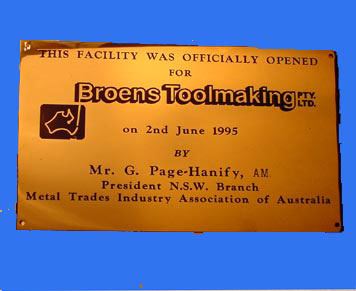 THIS FACILITY WAS OFFICIALLY OPENED
FOR
Broens Toolmaking PTY. LTD.
on 2nd June 1995
BY
Mr. G. Page-Hanify, AM
President N.S.W. Branch
Metal Trades Industry Association of Australia